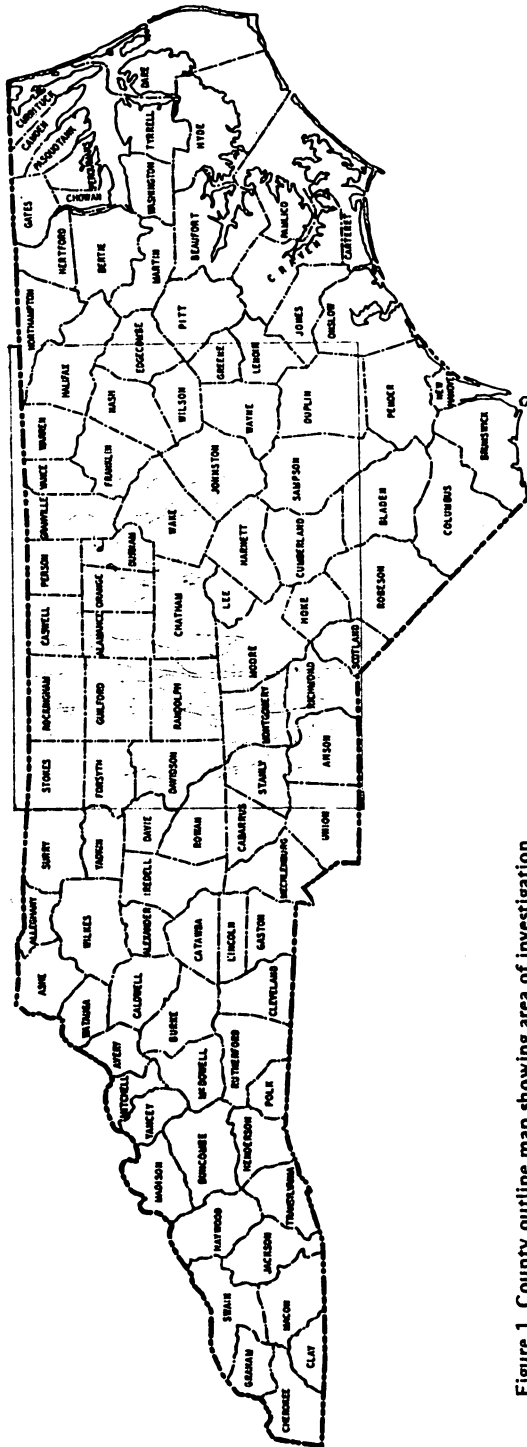 CURRITUCK
CAMDEN
PASQUOTANK
PERQUIMANS
GATES
CHOWAN
HERTFORD
NORTHAMPTON
BERTIE
DARE
TYRRELL
WASHINGTON
HYDE
MARTIN
BEAUFORT
PAMLICO
CRAVEN
CARTERET
HALIFAX
EDGECOMBE
PITT
GREENE
LENOIR
JONES
ONSLOW
WARREN
NASH
WILSON
WAYNE
DUPLIN
PENDER
NEW HANOVER
BRUNSWICK
VANCE
FRANKLIN
JOHNSTON
SAMPSON
BLADEN
COLUMBUS
GRANVILLE
WAKE
HARNETT
CUMBERLAND
ROBESON
PERSON
DURHAM
ORANGE
LEE
HOKE
SCOTLAND
CASWELL
ALAMANCE
CHATHAM
MOORE
RICHMOND
ROCKINGHAM
GUILFORD
RANDOLPH
MONTGOMERY
ANSON
STOKES
FORSYTH
DAVIDSON
STANLY
UNION
SURRY
YADKIN
DAVIE
ROWAN
CABARRUS
MECKLENBURG
IREDELL
ALLEGHANY
WILKES
ALEXANDER
CATAWBA
LINCOLN
GASTON
ASHE
WATAUGA
CALDWELL
BURKE
CLEVELAND
AVERY
MITCHELL
YANCEY
McDOWELL
RUTHERFORD
POLK
MADISON
BUNCOMBE
HENDERSON
TRANSYLVANIA
HAYWOOD
JACKSON
SWAIN
MACON
GRAHAM
CLAY
CHEROKEE
Figure 1. County outline map showing area of investigation